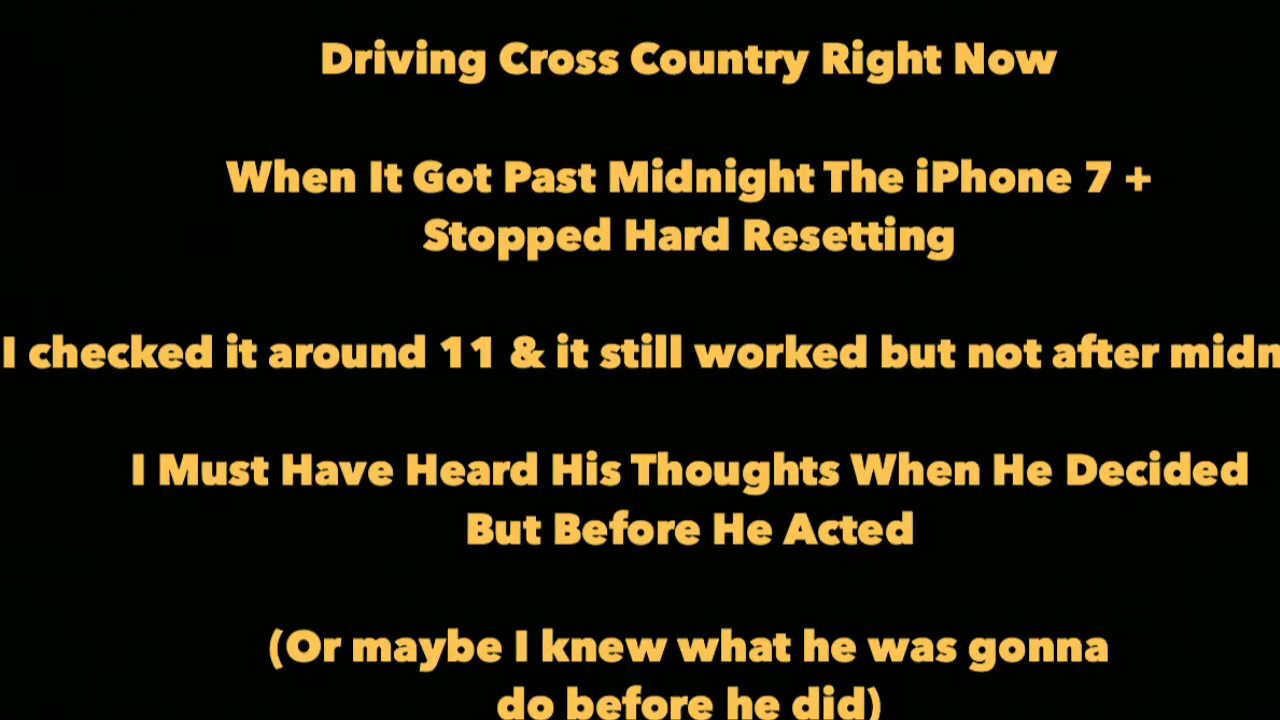 Driving Cross Country Right Now
When It Got Past Midnight The iPhone 7 +
Stopped Hard Resetting
I checked it around 11 & it still worked but not after midn
I Must Have Heard His Thoughts When He Decided
But Before He Acted
(Or maybe I knew what he was gonna
do before he did)